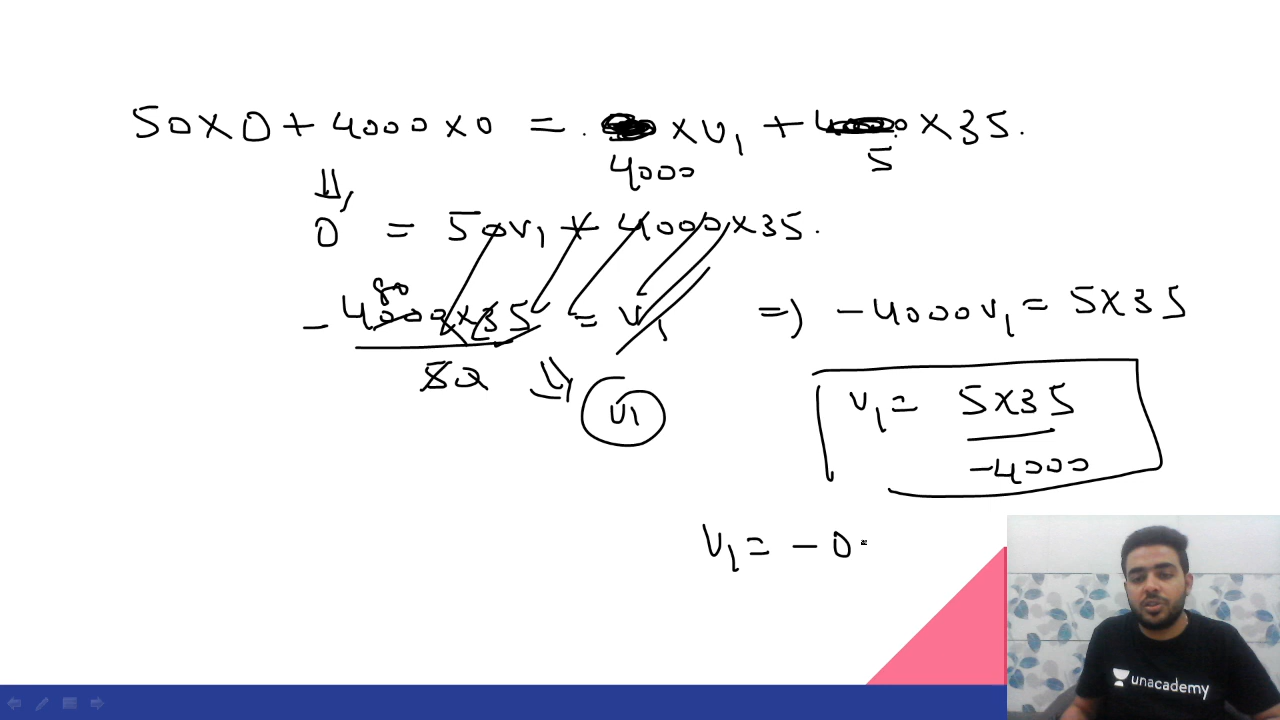 50×0 + 4000×0 = ×v₁ + ×35.
4000 5
0 = 50v₁ + 4000×35.
80
- 4000×35 = v₁
50
v₁
=) -4000v₁ = 5×35
v₁ = 5×35
-4000
v₁ = -0.
unacademy